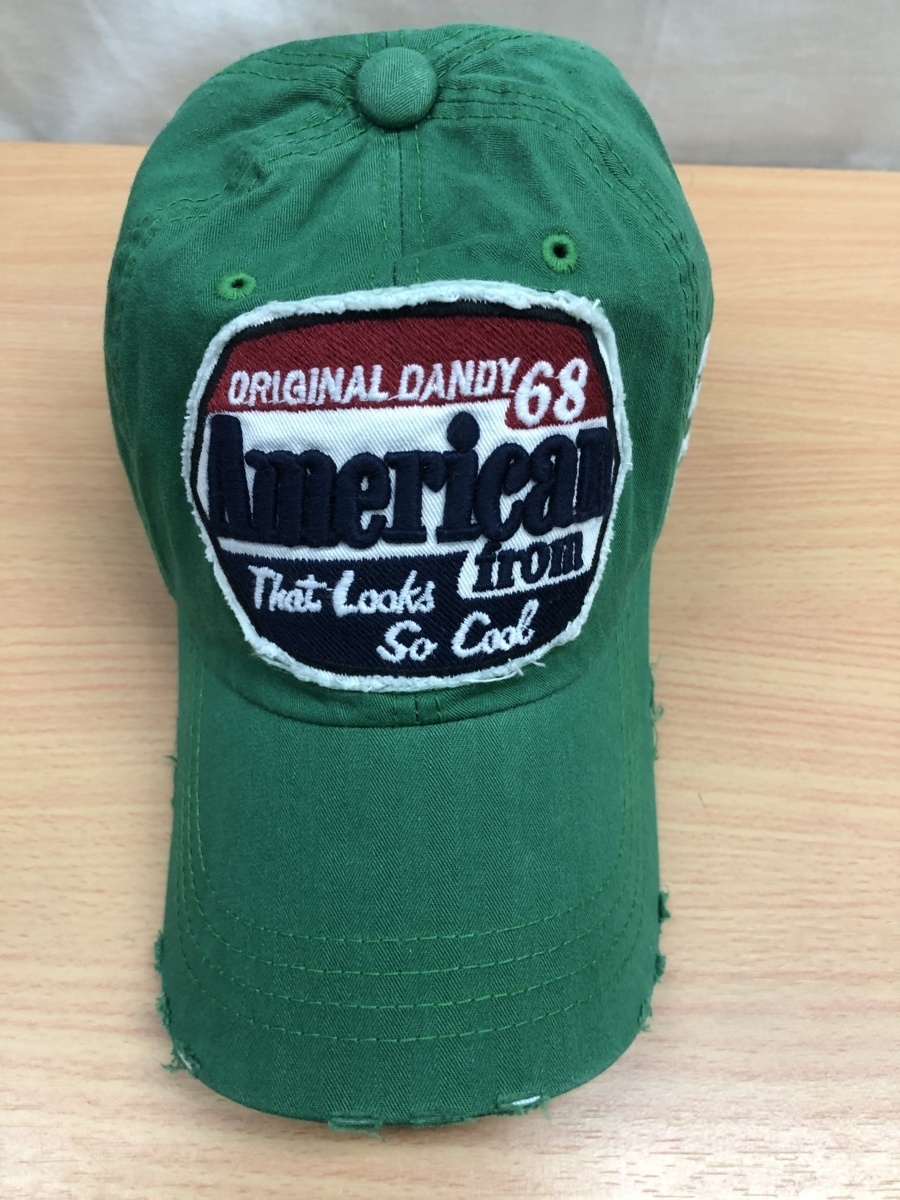 ORIGINAL DANDY 68
American
from
That Looks
So Cool